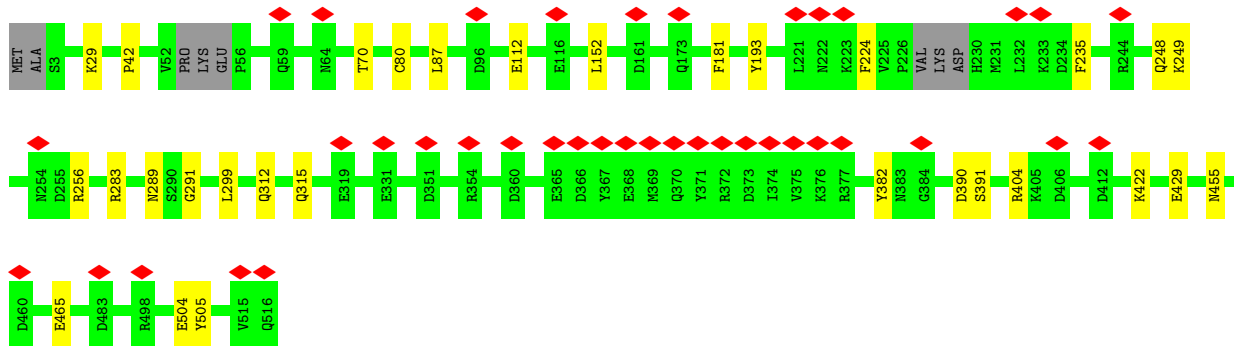 MET ALA S3 K29 P42 V52 PRO LYS GLU P56 Q59 N64 T70 C80 L87 D96 E112 E116 L152 D161 Q173 F181 Y193 L221 N222 K223 F224 V225 P226 VAL LYS ASP H230 M231 L232 K233 D234 F235 R244 Q248 K249
N254 D255 R256 R283 N289 S290 G291 L299 Q312 Q315 E319 E331 D351 R354 D360 E365 D366 Y367 E368 M369 Q370 Y371 R372 D373 I374 V375 K376 R377 Y382 N383 G384 D390 S391 R404 K405 D406 D412 K422 E429 N455
D460 E465 D483 R498 E504 Y505 V515 Q516